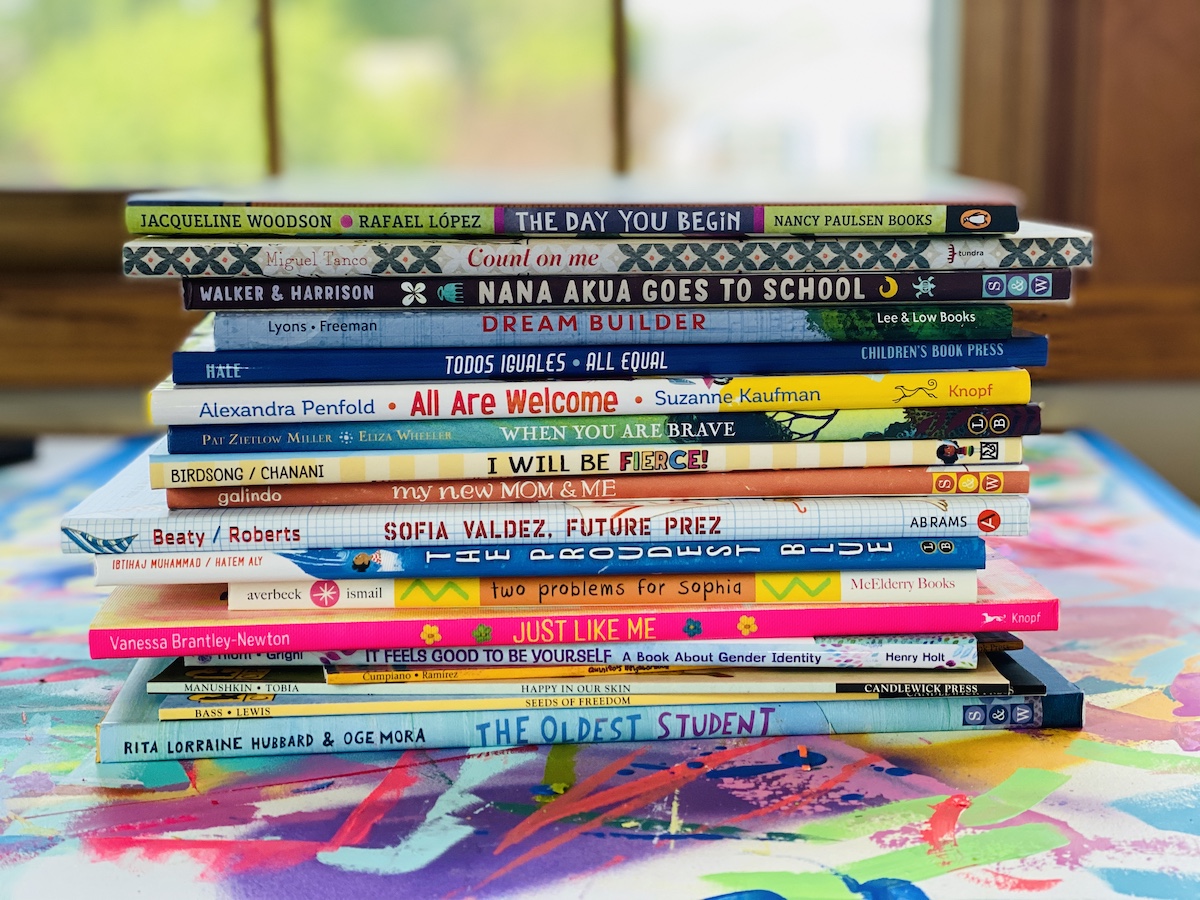 JACQUELINE WOODSON • RAFAEL LÓPEZ THE DAY YOU BEGIN NANCY PAULSEN BOOKS
Miguel Tanco Count on me tundra
WALKER & HARRISON NANA AKUA GOES TO SCHOOL S & W
Lyons • Freeman DREAM BUILDER Lee & Low Books
HALE TODOS IGUALES • ALL EQUAL CHILDREN'S BOOK PRESS
Alexandra Penfold • All Are Welcome • Suzanne Kaufman Knopf
PAT ZIETLOW MILLER ELIZA WHEELER WHEN YOU ARE BRAVE L B
BIRDSONG / CHANANI I WILL BE FIERCE!
galindo my new MOM & ME S & W
Beaty / Roberts SOFIA VALDEZ, FUTURE PREZ ABRAMS A
IBTIHAJ MUHAMMAD / HATEM ALY THE PROUDEST BLUE L B
averbeck ismail two problems for Sophia McElderry Books
Vanessa Brantley-Newton JUST LIKE ME Knopf
IT FEELS GOOD TO BE YOURSELF A Book About Gender Identity Henry Holt
Cumpiano • Ramírez
MANUSHKIN • TOBIA HAPPY IN OUR SKIN CANDLEWICK PRESS
BASS • LEWIS SEEDS OF FREEDOM
RITA LORRAINE HUBBARD & OGE MORA THE OLDEST STUDENT S & W